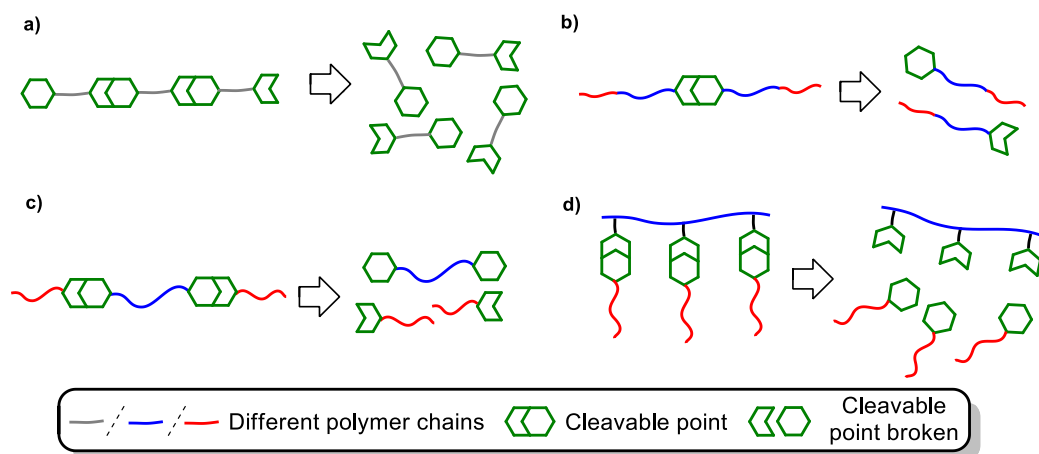 a)
b)
c)
d)
Different polymer chains
Cleavable point
Cleavable
point broken